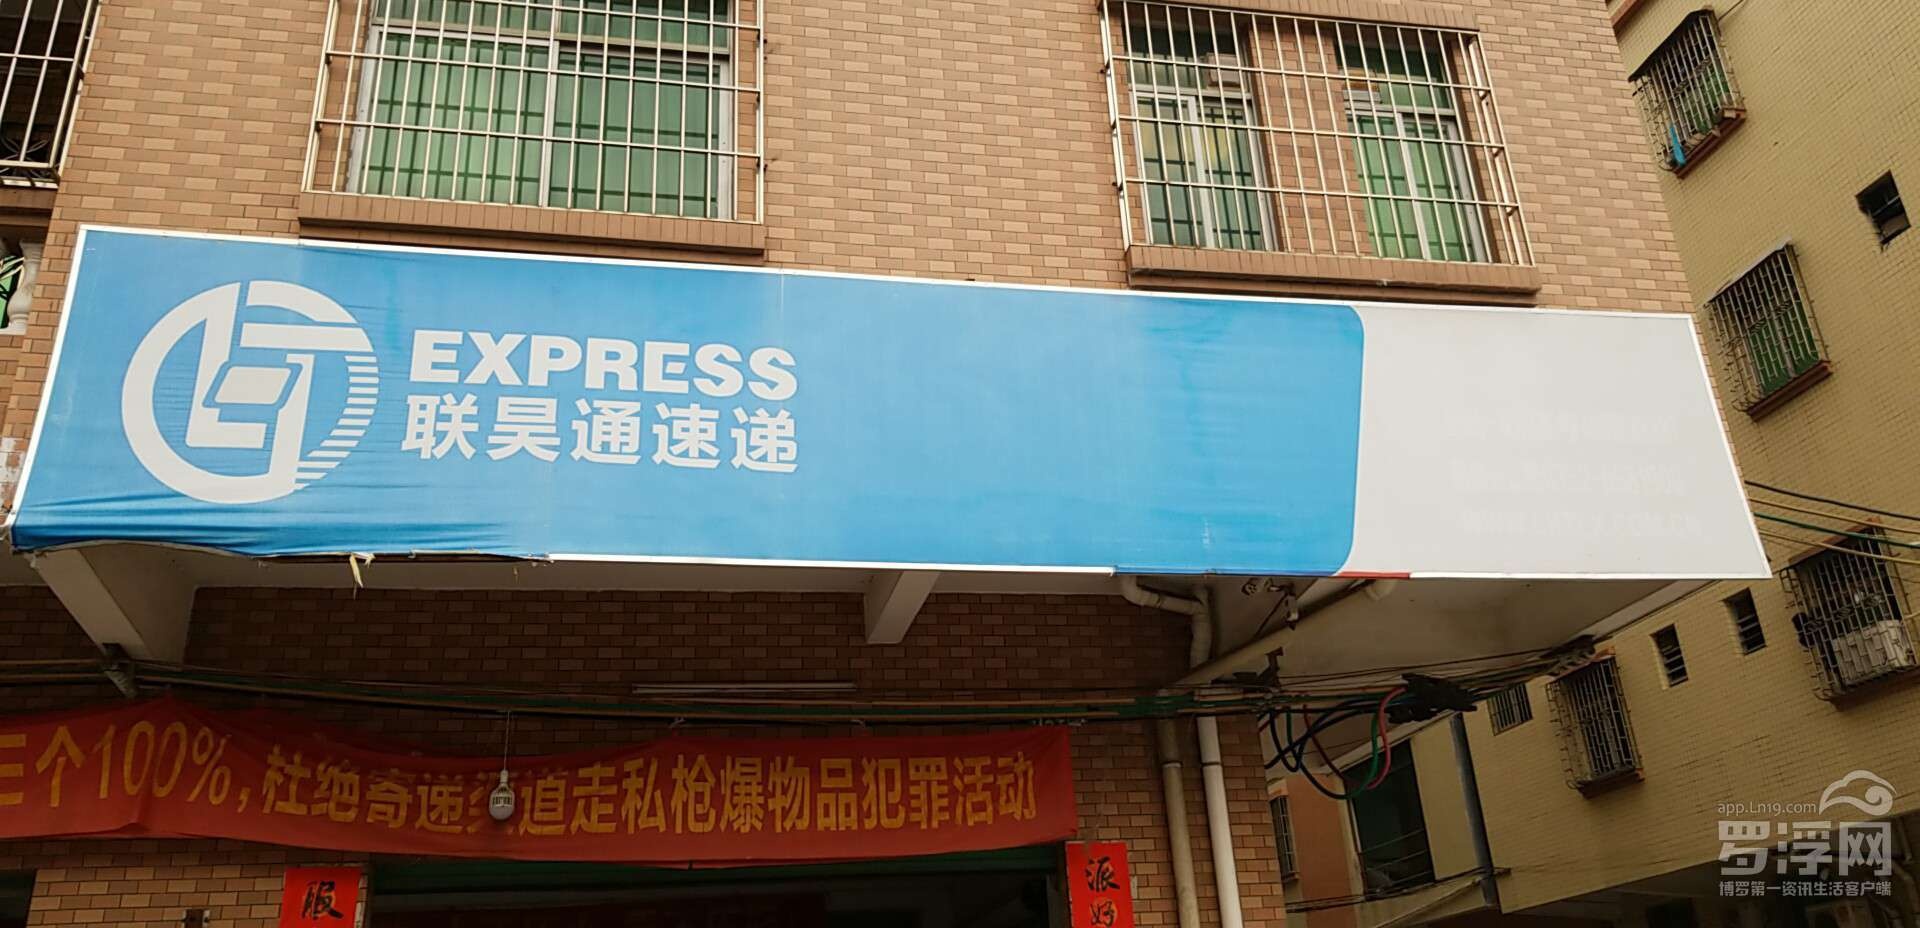 EXPRESS
联昊通速递
三个100%,杜绝寄递渠道走私枪爆物品犯罪活动
服
派
好
app.Ln19.com
罗浮网
博罗第一资讯生活客户端